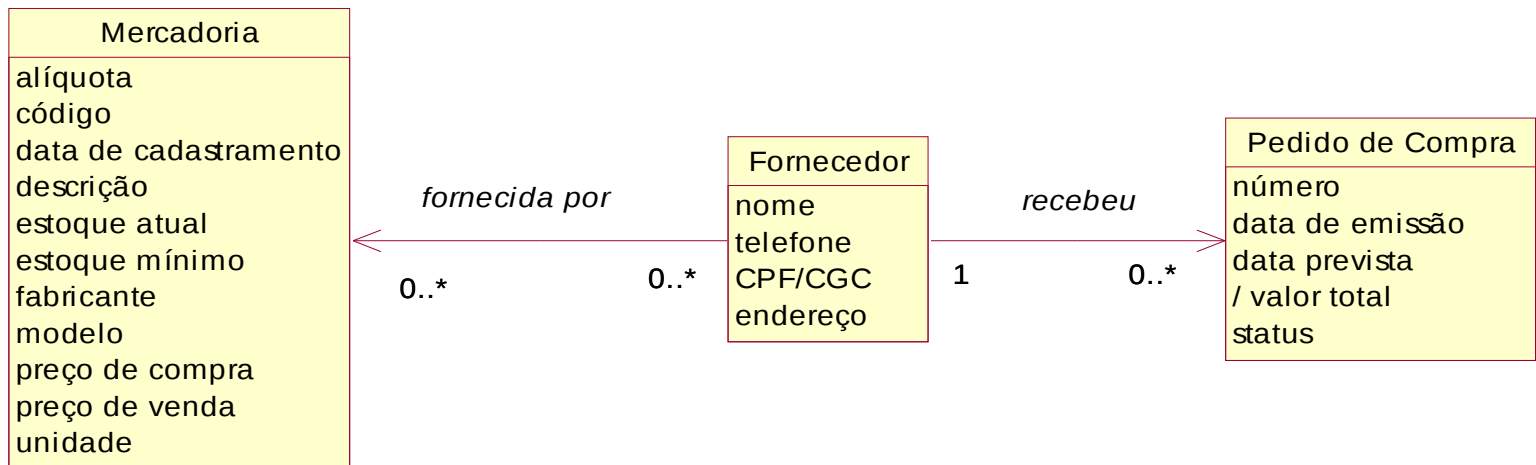 Mercadoria
alíquota
código
data de cadastramento
descrição
estoque atual
estoque mínimo
fabricante
modelo
preço de compra
preço de venda
unidade
fornecida por
0..*
0..*
Fornecedor
nome
telefone
CPF/CGC
endereço
recebeu
1
0..*
Pedido de Compra
número
data de emissão
data prevista
/ valor total
status